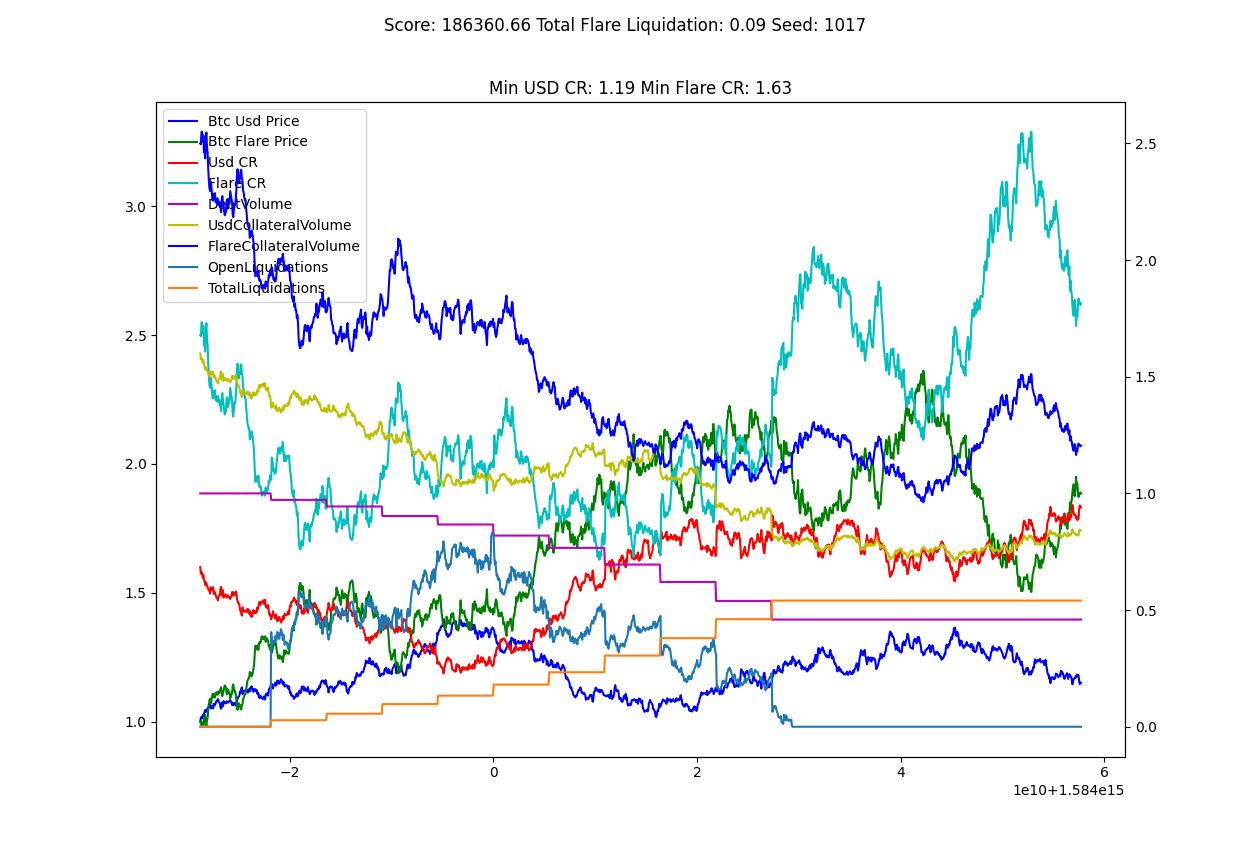 Score: 186360.66 Total Flare Liquidation: 0.09 Seed: 1017
Min USD CR: 1.19 Min Flare CR: 1.63
Btc Usd Price
Btc Flare Price
Usd CR
Flare CR
DebtVolume
UsdCollateralVolume
FlareCollateralVolume
OpenLiquidations
TotalLiquidations
3.0
2.5
2.0
1.5
1.0
2.5
2.0
1.5
1.0
0.5
0.0
−2
0
2
4
6
1e10+1.584e15